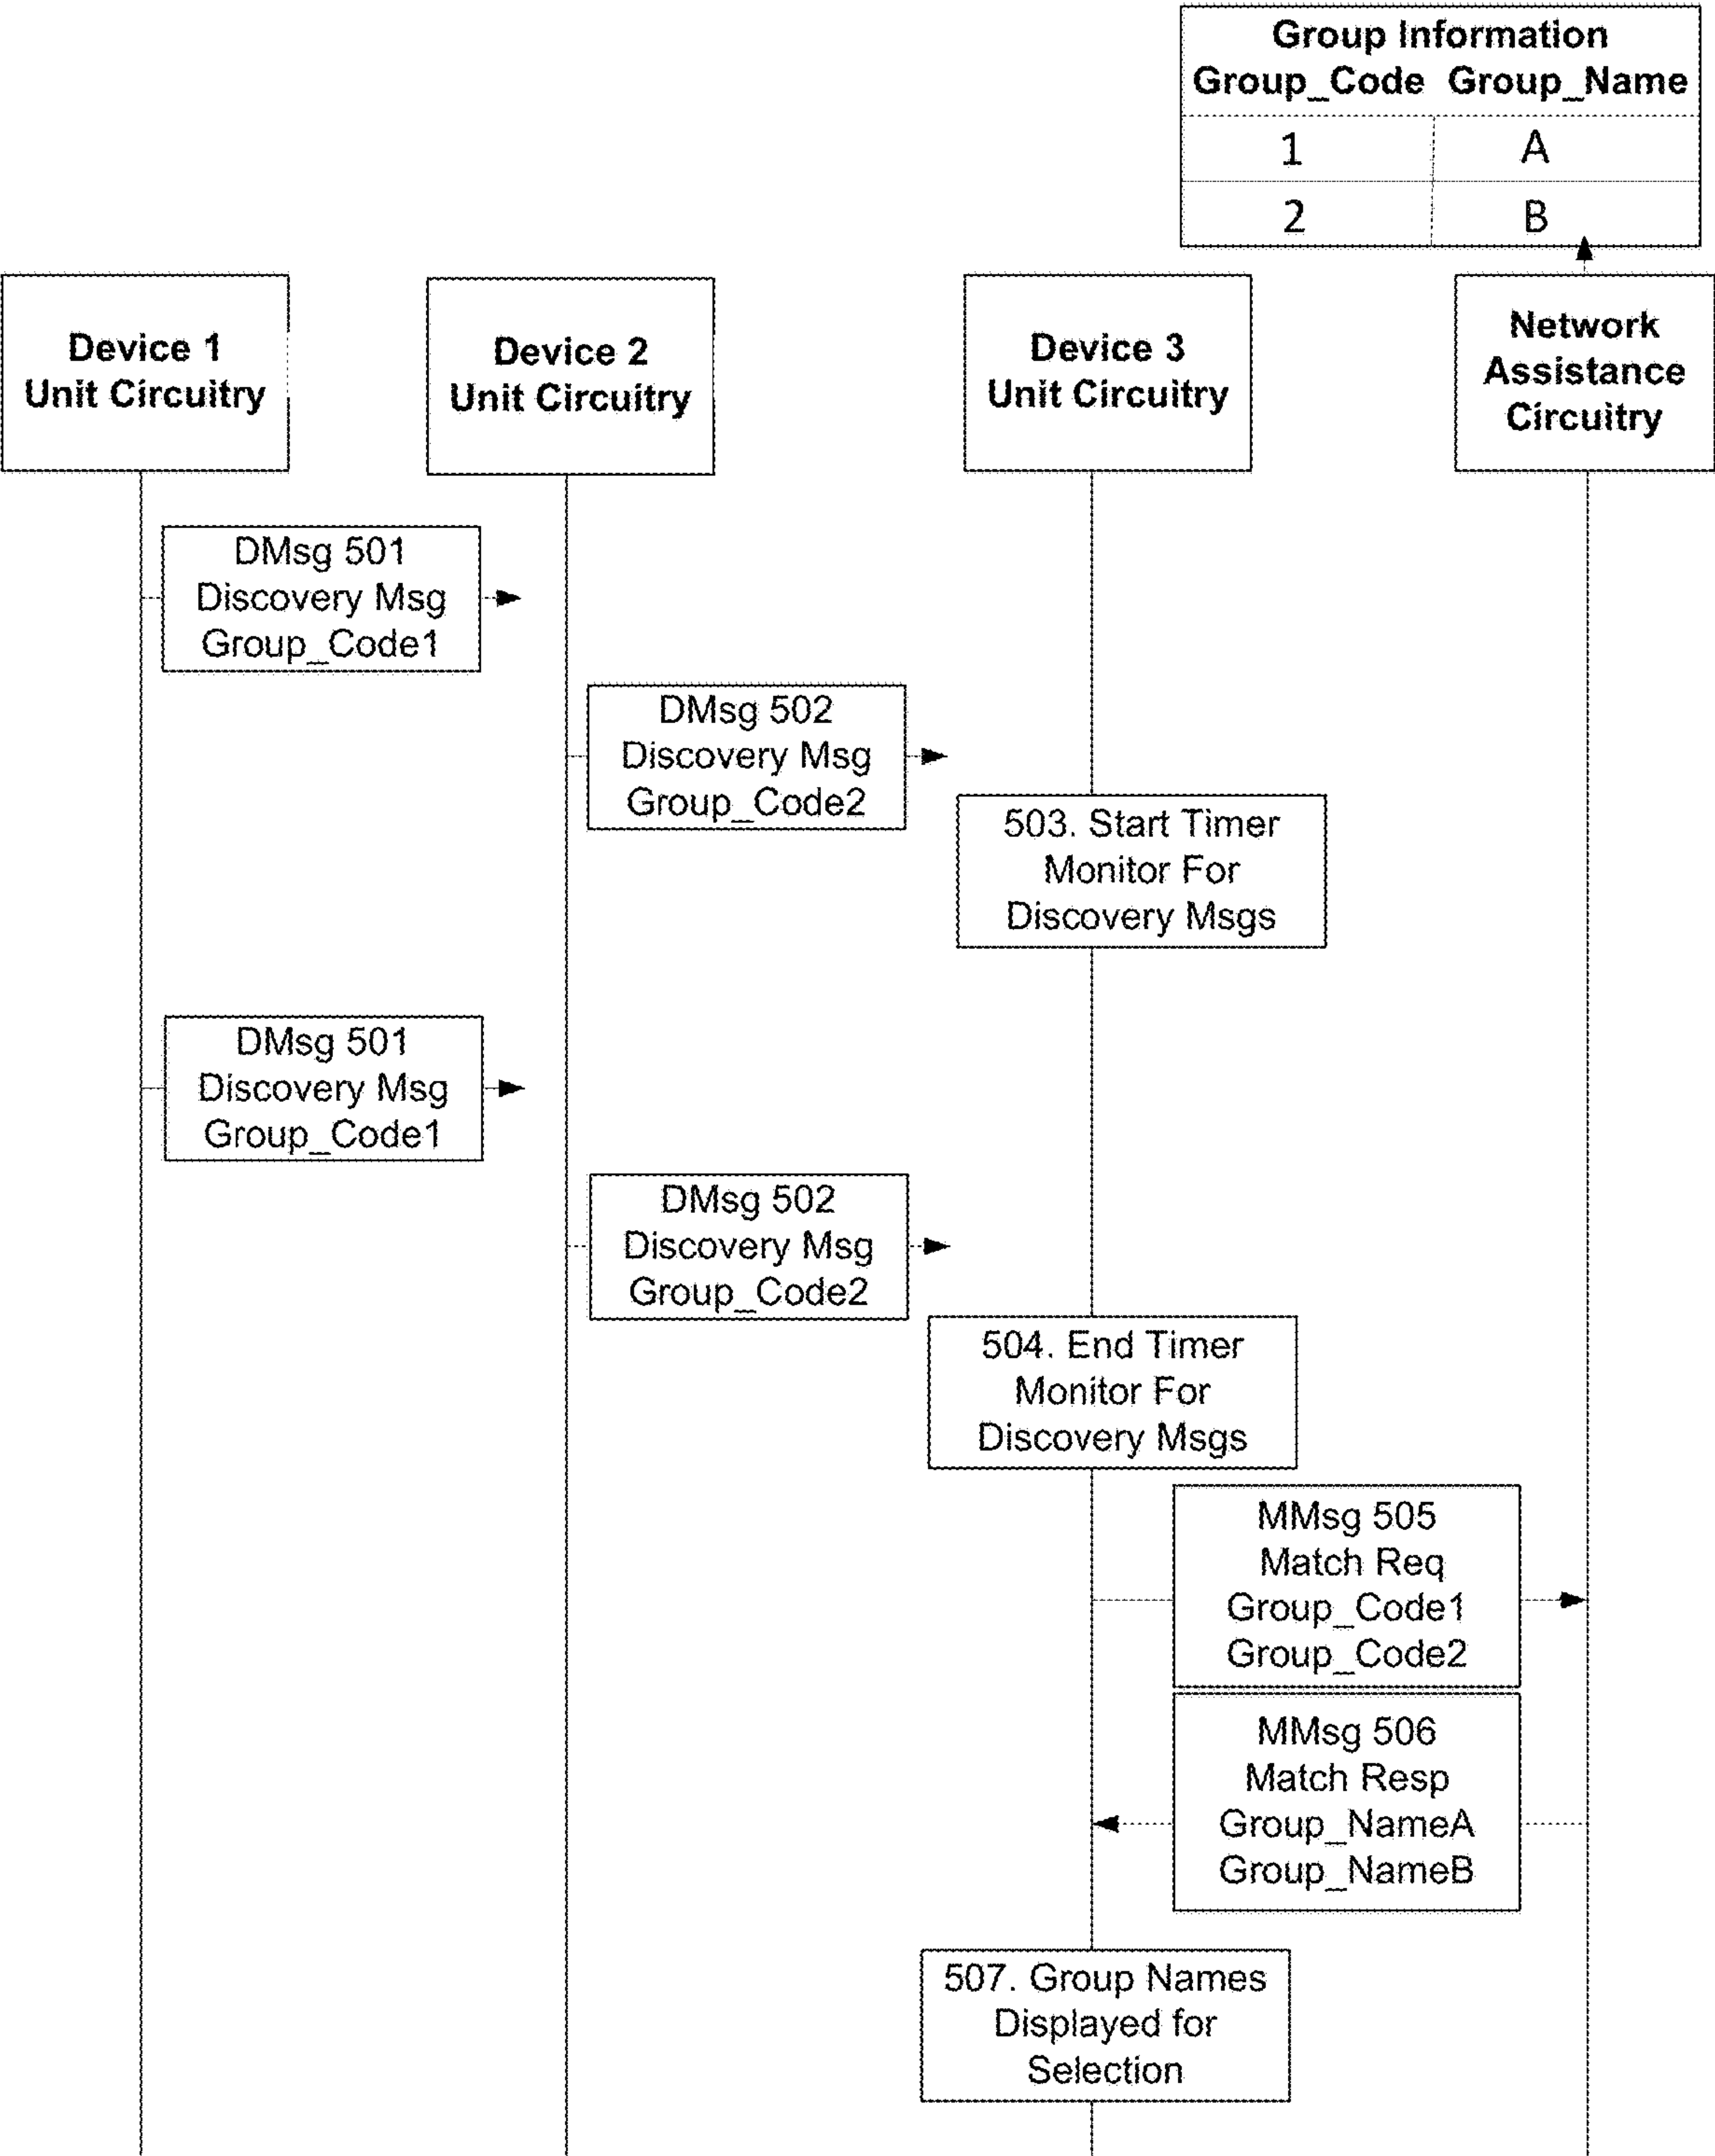 Group Information
Group_Code Group_Name
1 A
2 B
Device 1
Unit Circuitry
Device 2
Unit Circuitry
Device 3
Unit Circuitry
Network
Assistance
Circuitry
DMsg 501
Discovery Msg
Group_Code1
DMsg 502
Discovery Msg
Group_Code2
503. Start Timer
Monitor For
Discovery Msgs
DMsg 501
Discovery Msg
Group_Code1
DMsg 502
Discovery Msg
Group_Code2
504. End Timer
Monitor For
Discovery Msgs
MMsg 505
Match Req
Group_Code1
Group_Code2
MMsg 506
Match Resp
Group_NameA
Group_NameB
507. Group Names
Displayed for
Selection